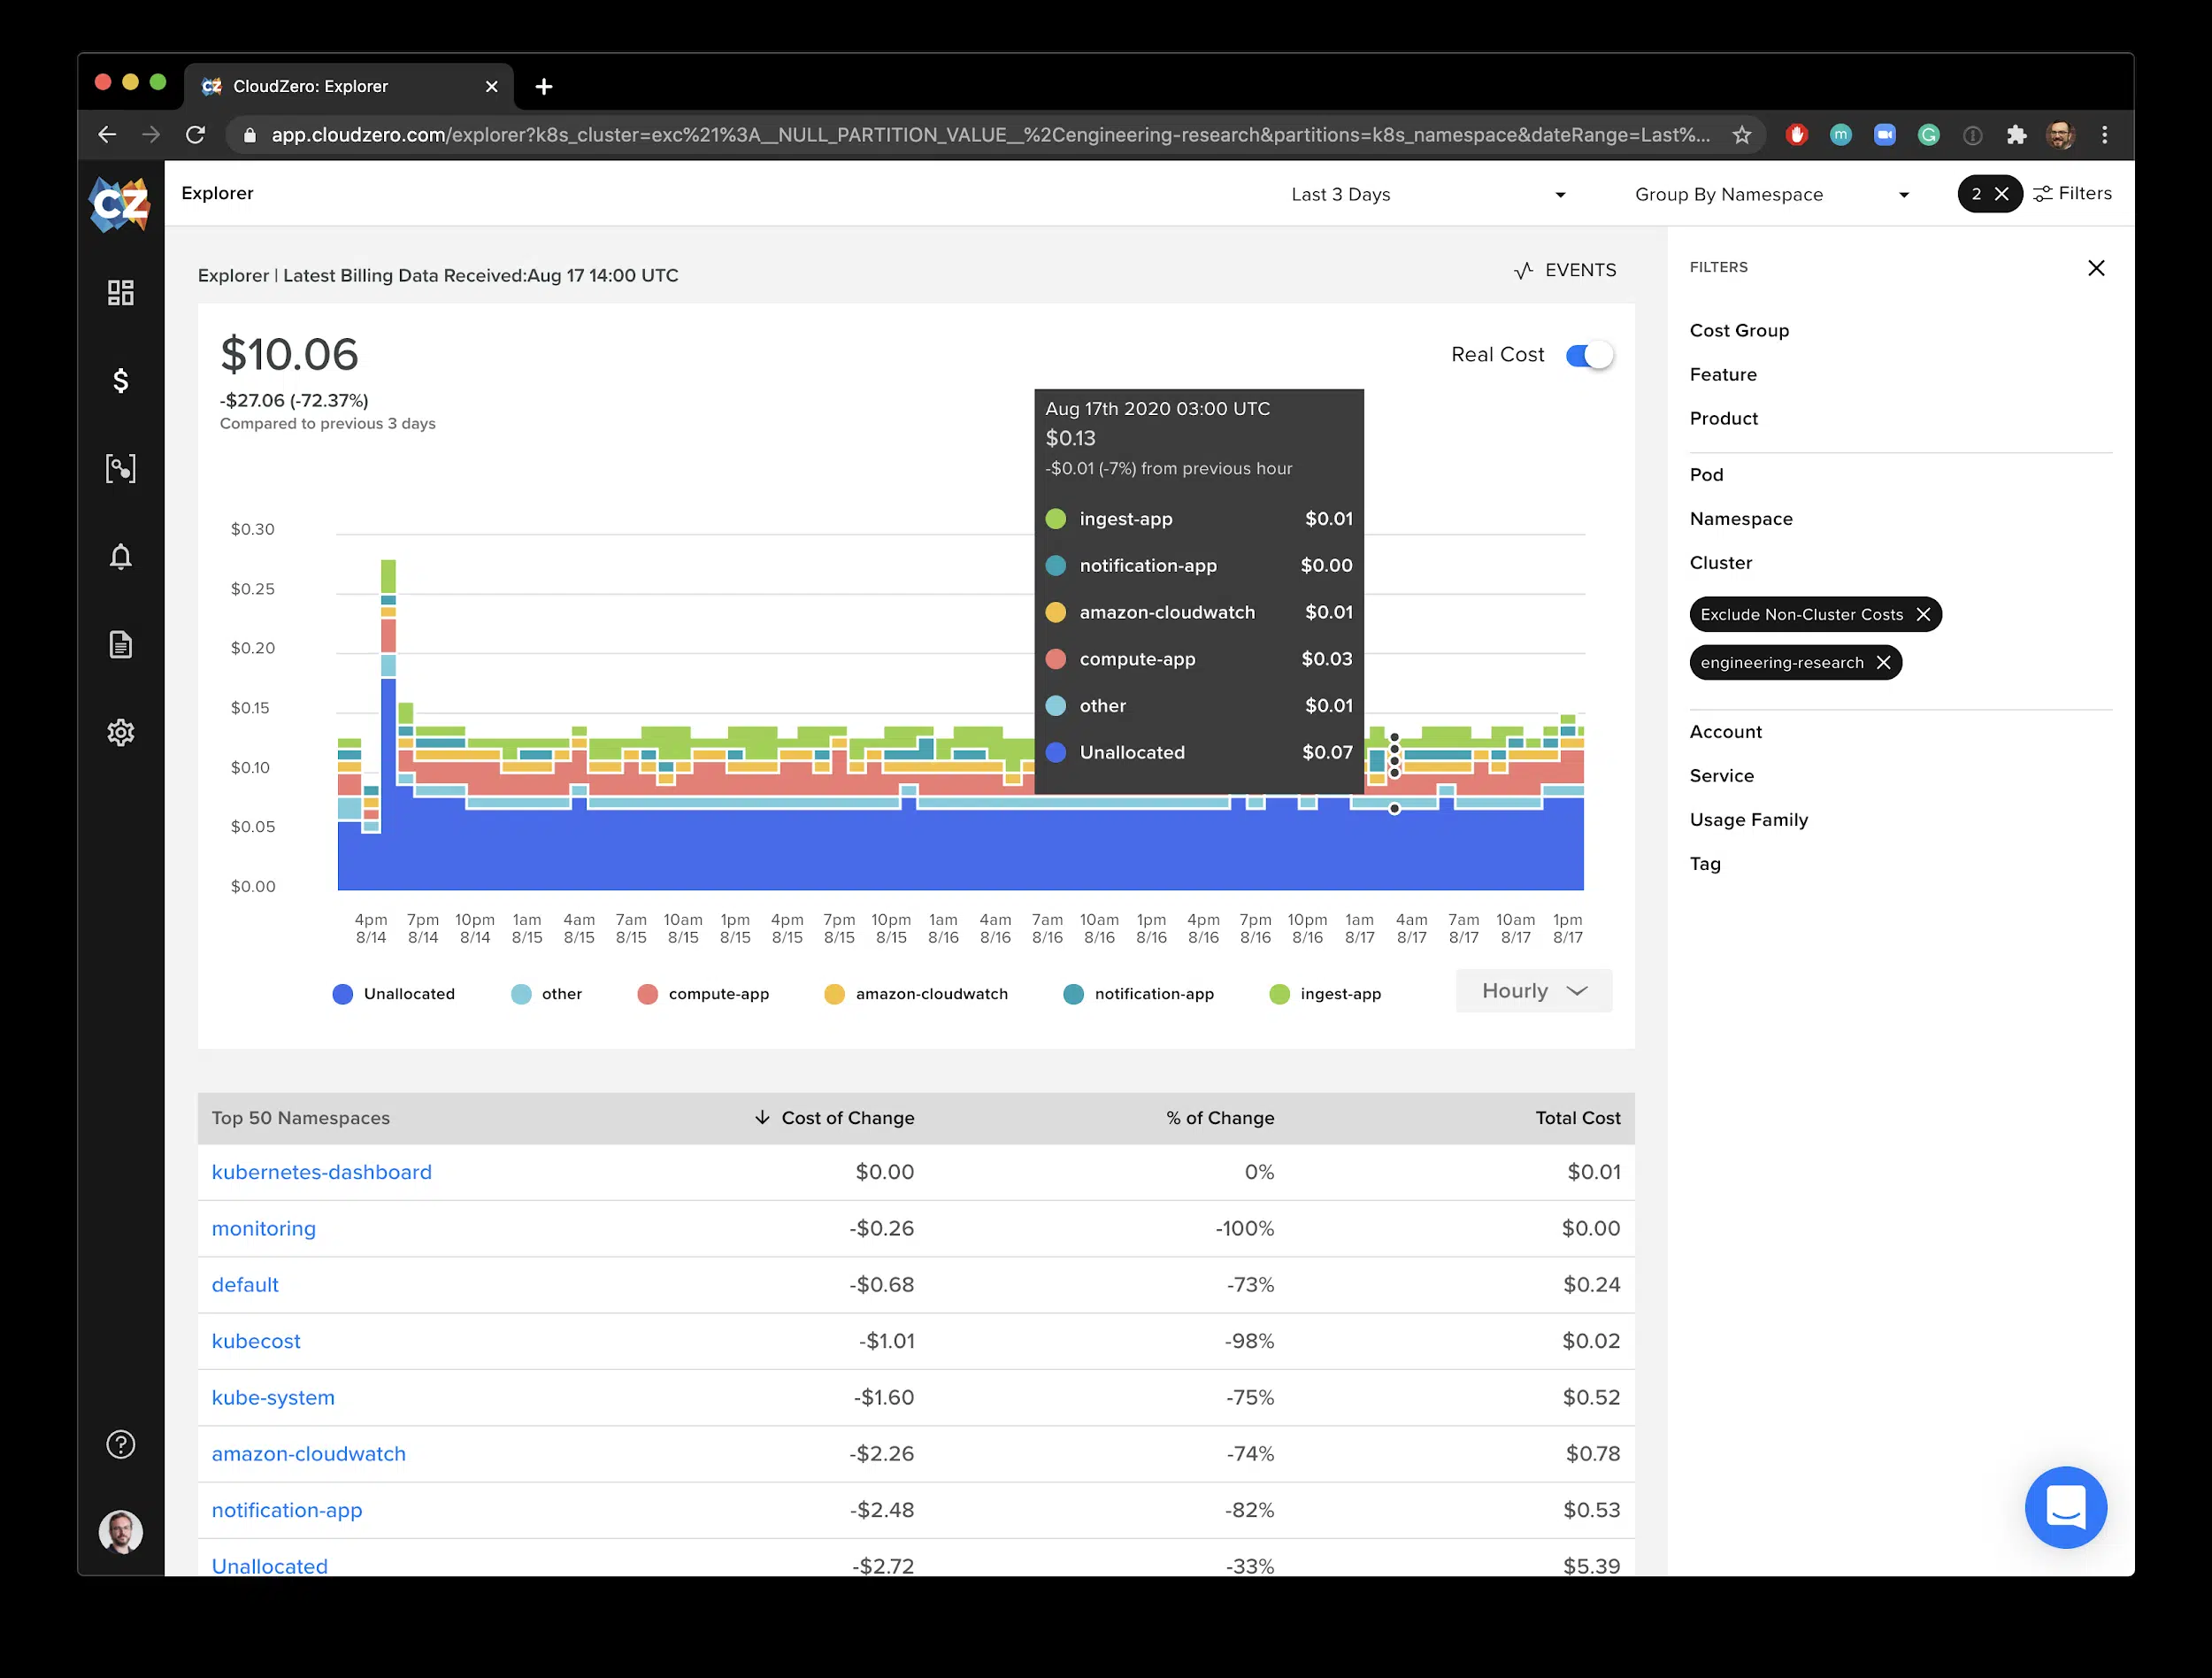 CloudZero: Explorer
app.cloudzero.com/explorer?k8s_cluster=exc%21%3A__NULL_PARTITION_VALUE__%2Cengineering-research&partitions=k8s_namespace&dateRange=Last%...
CZ
Explorer
Last 3 Days
Group By Namespace
2
Filters
Explorer | Latest Billing Data Received:Aug 17 14:00 UTC
EVENTS
$10.06
-$27.06 (-72.37%)
Compared to previous 3 days
Real Cost
Aug 17th 2020 03:00 UTC
$0.13
-$0.01 (-7%) from previous hour
ingest-app $0.01
notification-app $0.00
amazon-cloudwatch $0.01
compute-app $0.03
other $0.01
Unallocated $0.07
$0.30
$0.25
$0.20
$0.15
$0.10
$0.05
$0.00
4pm 7pm 10pm 1am 4am 7am 10am 1pm 4pm 7pm 10pm 1am 4am 7am 10am 1pm 4pm 7pm 10pm 1am 4am 7am 10am 1pm
8/14 8/14 8/14 8/15 8/15 8/15 8/15 8/15 8/15 8/15 8/15 8/16 8/16 8/16 8/16 8/16 8/16 8/16 8/16 8/17 8/17 8/17 8/17 8/17
Unallocated other compute-app amazon-cloudwatch notification-app ingest-app
Hourly
Top 50 Namespaces Cost of Change % of Change Total Cost
kubernetes-dashboard $0.00 0% $0.01
monitoring -$0.26 -100% $0.00
default -$0.68 -73% $0.24
kubecost -$1.01 -98% $0.02
kube-system -$1.60 -75% $0.52
amazon-cloudwatch -$2.26 -74% $0.78
notification-app -$2.48 -82% $0.53
Unallocated -$2.72 -33% $5.39
FILTERS
Cost Group
Feature
Product
Pod
Namespace
Cluster
Exclude Non-Cluster Costs
engineering-research
Account
Service
Usage Family
Tag